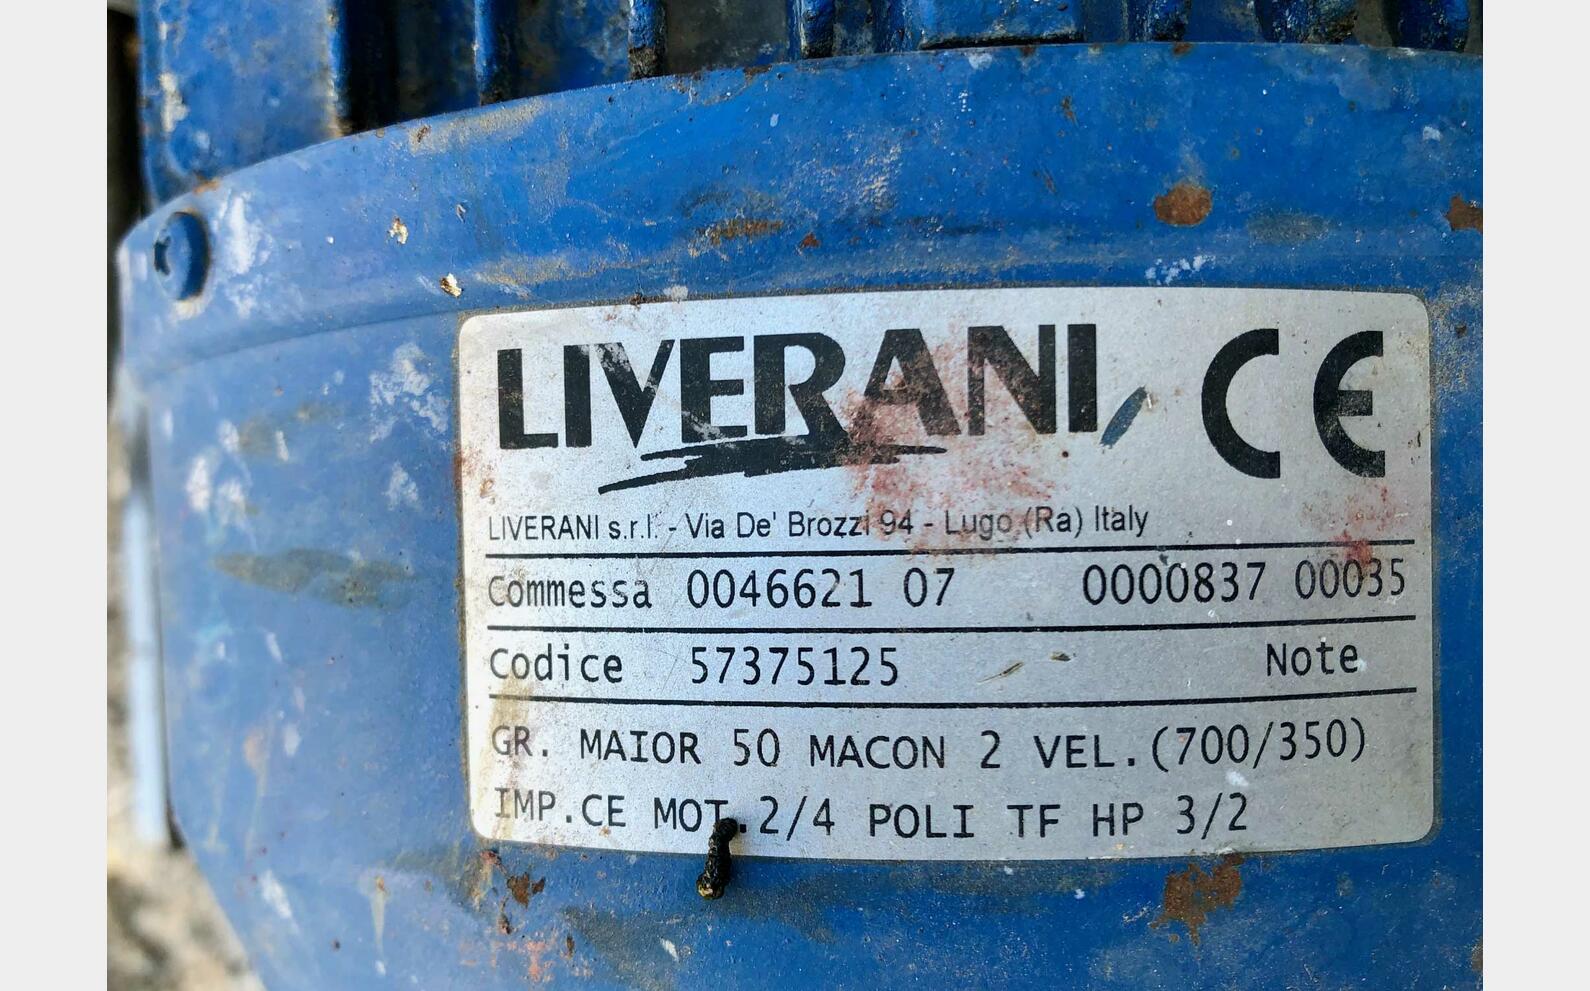 LIVERANI CE
LIVERANI s.r.l. - Via De' Brozzi 94 - Lugo (Ra) Italy
Commessa 0046621 07 0000837 00035
Codice 57375125 Note
GR. MAIOR 50 MACON 2 VEL.(700/350)
IMP.CE MOT.2/4 POLI TF HP 3/2